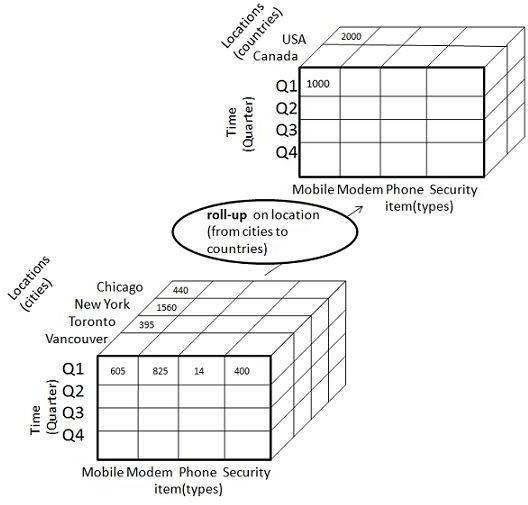 Locations
(countries)
USA
2000
Canada
Q1
1000
Q2
Q3
Q4
Time
(Quarter)
Mobile Modem Phone Security
item(types)
roll-up on location
(from cities to
countries)
Locations
(cities)
Chicago
440
New York
1560
Toronto
395
Vancouver
Q1
605 825 14 400
Q2
Q3
Q4
Time
(Quarter)
Mobile Modem Phone Security
item(types)